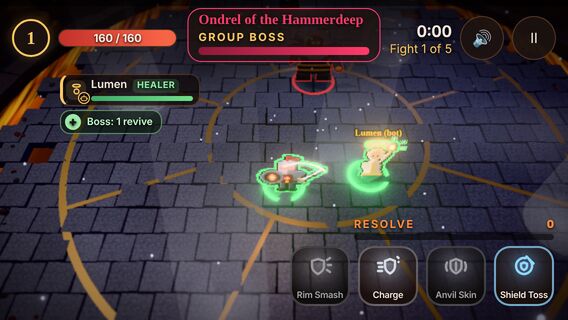 1
160 / 160
Ondrel of the Hammerdeep
GROUP BOSS
0:00
Fight 1 of 5
Lumen HEALER
Boss: 1 revive
Lumen (bot)
RESOLVE 0
Rim Smash
Charge
Anvil Skin
Shield Toss